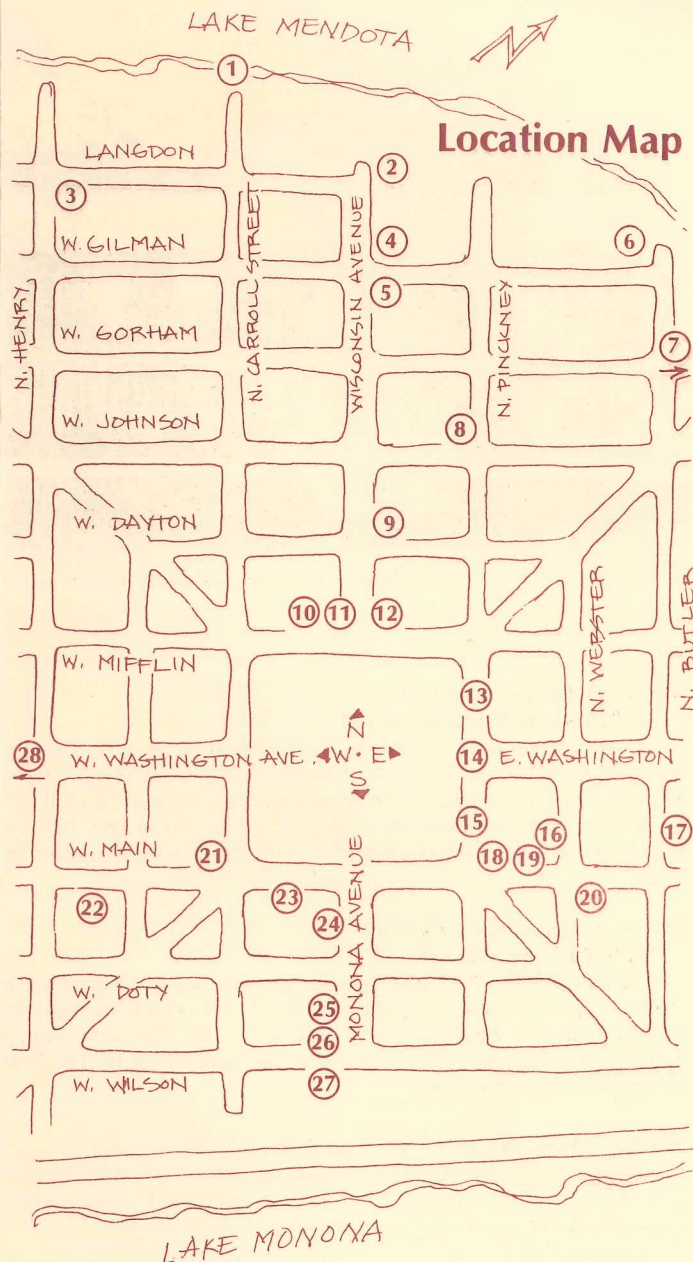 LAKE MENDOTA
N
1
Location Map
LANGDON
2
3
N. CARROLL STREET
WISCONSIN AVENUE
W. GILMAN
4
6
5
N. HENRY
N. PINCKNEY
W. GORHAM
7
W. JOHNSON
8
W. DAYTON
9
N. WEBSTER
N. BUTLER
10
11
12
W. MIFFLIN
13
N
28
W. WASHINGTON AVE.
W • E
14
E. WASHINGTON
S
15
16
17
W. MAIN
21
18
19
MONONA AVENUE
22
23
24
20
W. DOTY
25
26
W. WILSON
27
LAKE MONONA